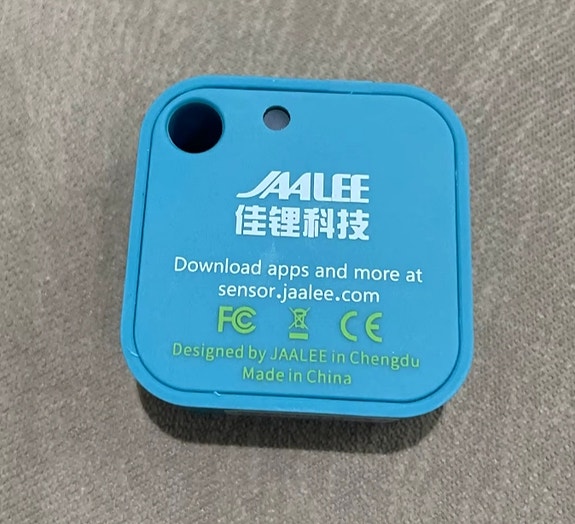 JAALEE
佳锂科技
Download apps and more at
sensor.jaalee.com
FC CE
Designed by JAALEE in Chengdu
Made in China